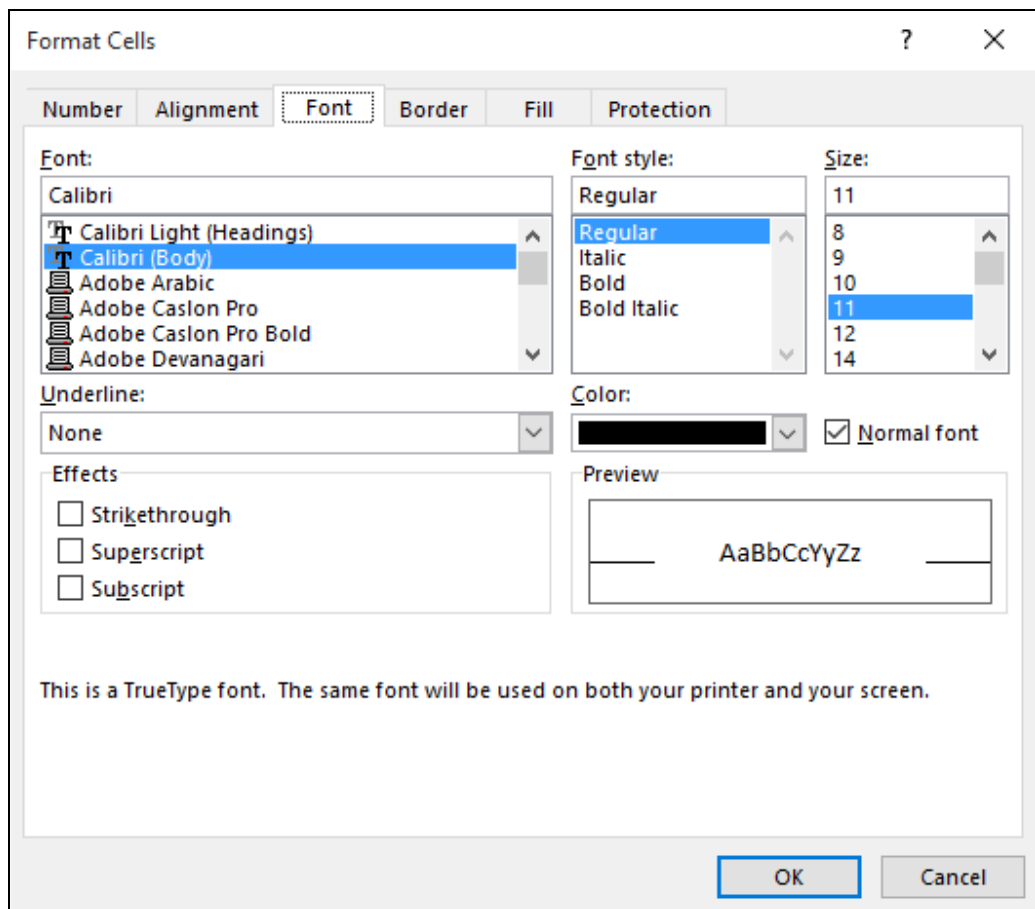 Format Cells ?
Number Alignment Font Border Fill Protection
Font: Font style: Size:
Calibri Regular 11
Calibri Light (Headings) Regular 8
Calibri (Body) Italic 9
Adobe Arabic Bold 10
Adobe Caslon Pro Bold Italic 11
Adobe Caslon Pro Bold 12
Adobe Devanagari 14
Underline: Color:
None Normal font
Effects Preview
Strikethrough
Superscript AaBbCcYyZz
Subscript
This is a TrueType font.  The same font will be used on both your printer and your screen.
OK Cancel